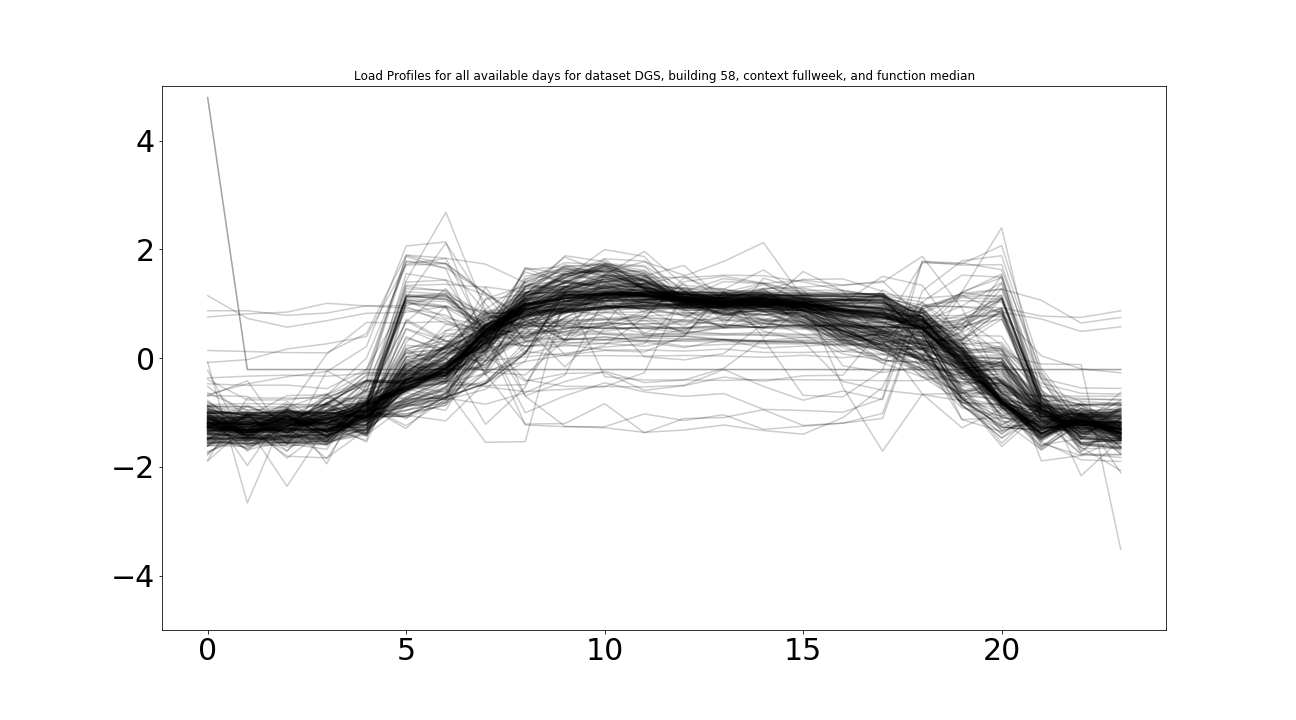 Load Profiles for all available days for dataset DGS, building 58, context fullweek, and function median
4
2
0
−2
−4
0 5 10 15 20